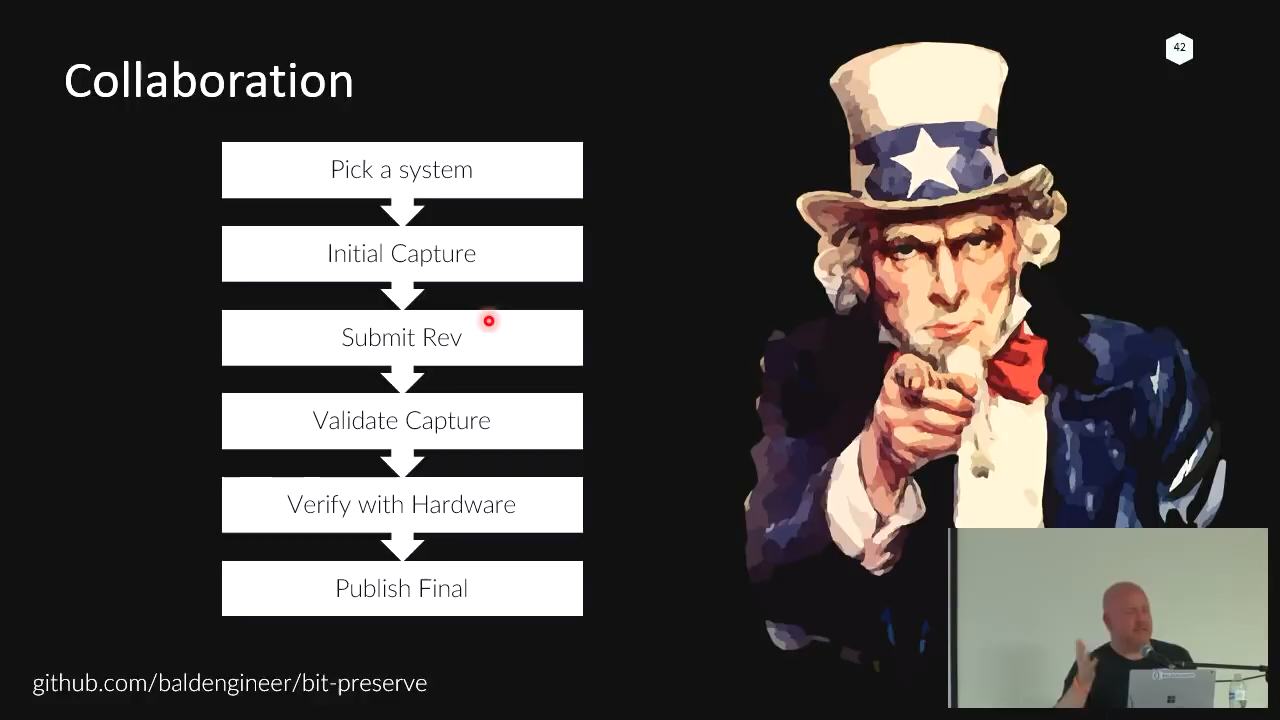 42
Collaboration
Pick a system
Initial Capture
Submit Rev
Validate Capture
Verify with Hardware
Publish Final
github.com/baldengineer/bit-preserve